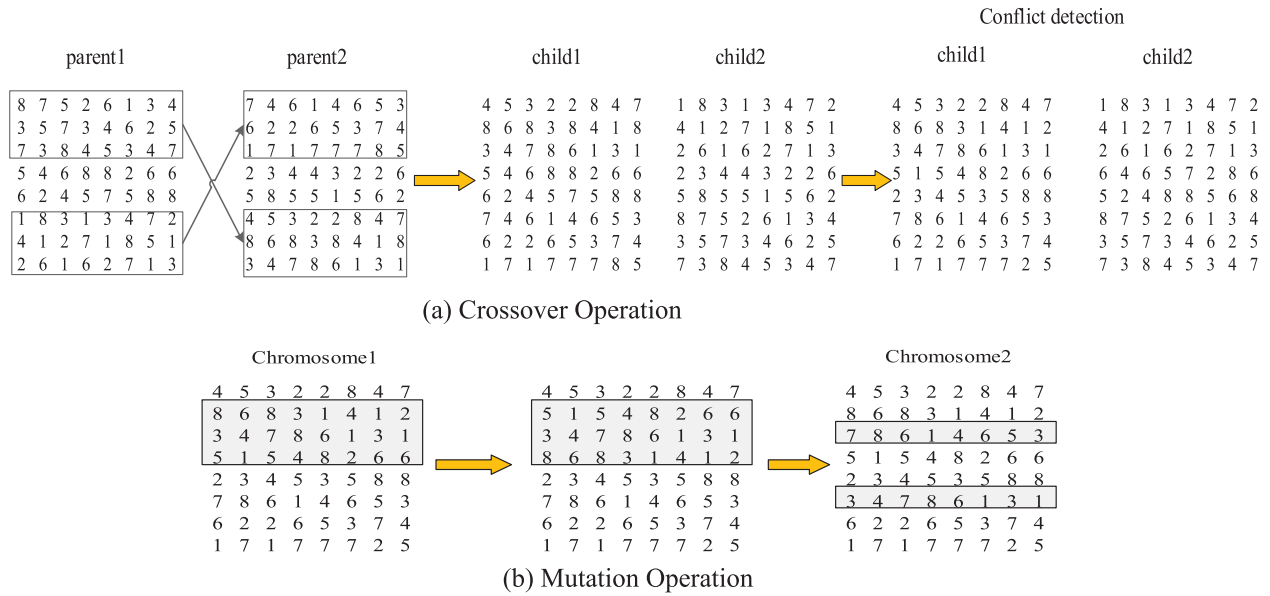 Conflict detection
parent1 parent2 child1 child2 child1 child2
8 7 5 2 6 1 3 4 7 4 6 1 4 6 5 3 4 5 3 2 2 8 4 7 1 8 3 1 3 4 7 2 4 5 3 2 2 8 4 7 1 8 3 1 3 4 7 2
3 5 7 3 4 6 2 5 6 2 2 6 5 3 7 4 8 6 8 3 8 4 1 8 4 1 2 7 1 8 5 1 8 6 8 3 1 4 1 2 4 1 2 7 1 8 5 1
7 3 8 4 5 3 4 7 1 7 1 7 7 7 8 5 3 4 7 8 6 1 3 1 2 6 1 6 2 7 1 3 3 4 7 8 6 1 3 1 2 6 1 6 2 7 1 3
5 4 6 8 8 2 6 6 2 3 4 4 3 2 2 6 5 4 6 8 8 2 6 6 2 3 4 4 3 2 2 6 5 1 5 4 8 2 6 6 6 4 6 5 7 2 8 6
6 2 4 5 7 5 8 8 5 8 5 5 1 5 6 2 6 2 4 5 7 5 8 8 5 8 5 5 1 5 6 2 2 3 4 5 3 5 8 8 5 2 4 8 8 5 6 8
1 8 3 1 3 4 7 2 4 5 3 2 2 8 4 7 7 4 6 1 4 6 5 3 8 7 5 2 6 1 3 4 7 8 6 1 4 6 5 3 8 7 5 2 6 1 3 4
4 1 2 7 1 8 5 1 8 6 8 3 8 4 1 8 6 2 2 6 5 3 7 4 3 5 7 3 4 6 2 5 6 2 2 6 5 3 7 4 3 5 7 3 4 6 2 5
2 6 1 6 2 7 1 3 3 4 7 8 6 1 3 1 1 7 1 7 7 7 8 5 7 3 8 4 5 3 4 7 1 7 1 7 7 7 2 5 7 3 8 4 5 3 4 7
(a) Crossover Operation
Chromosome1 Chromosome2
4 5 3 2 2 8 4 7 4 5 3 2 2 8 4 7 4 5 3 2 2 8 4 7
8 6 8 3 1 4 1 2 5 1 5 4 8 2 6 6 8 6 8 3 1 4 1 2
3 4 7 8 6 1 3 1 3 4 7 8 6 1 3 1 7 8 6 1 4 6 5 3
5 1 5 4 8 2 6 6 8 6 8 3 1 4 1 2 5 1 5 4 8 2 6 6
2 3 4 5 3 5 8 8 2 3 4 5 3 5 8 8 2 3 4 5 3 5 8 8
7 8 6 1 4 6 5 3 7 8 6 1 4 6 5 3 3 4 7 8 6 1 3 1
6 2 2 6 5 3 7 4 6 2 2 6 5 3 7 4 6 2 2 6 5 3 7 4
1 7 1 7 7 7 2 5 1 7 1 7 7 7 2 5 1 7 1 7 7 7 2 5
(b) Mutation Operation